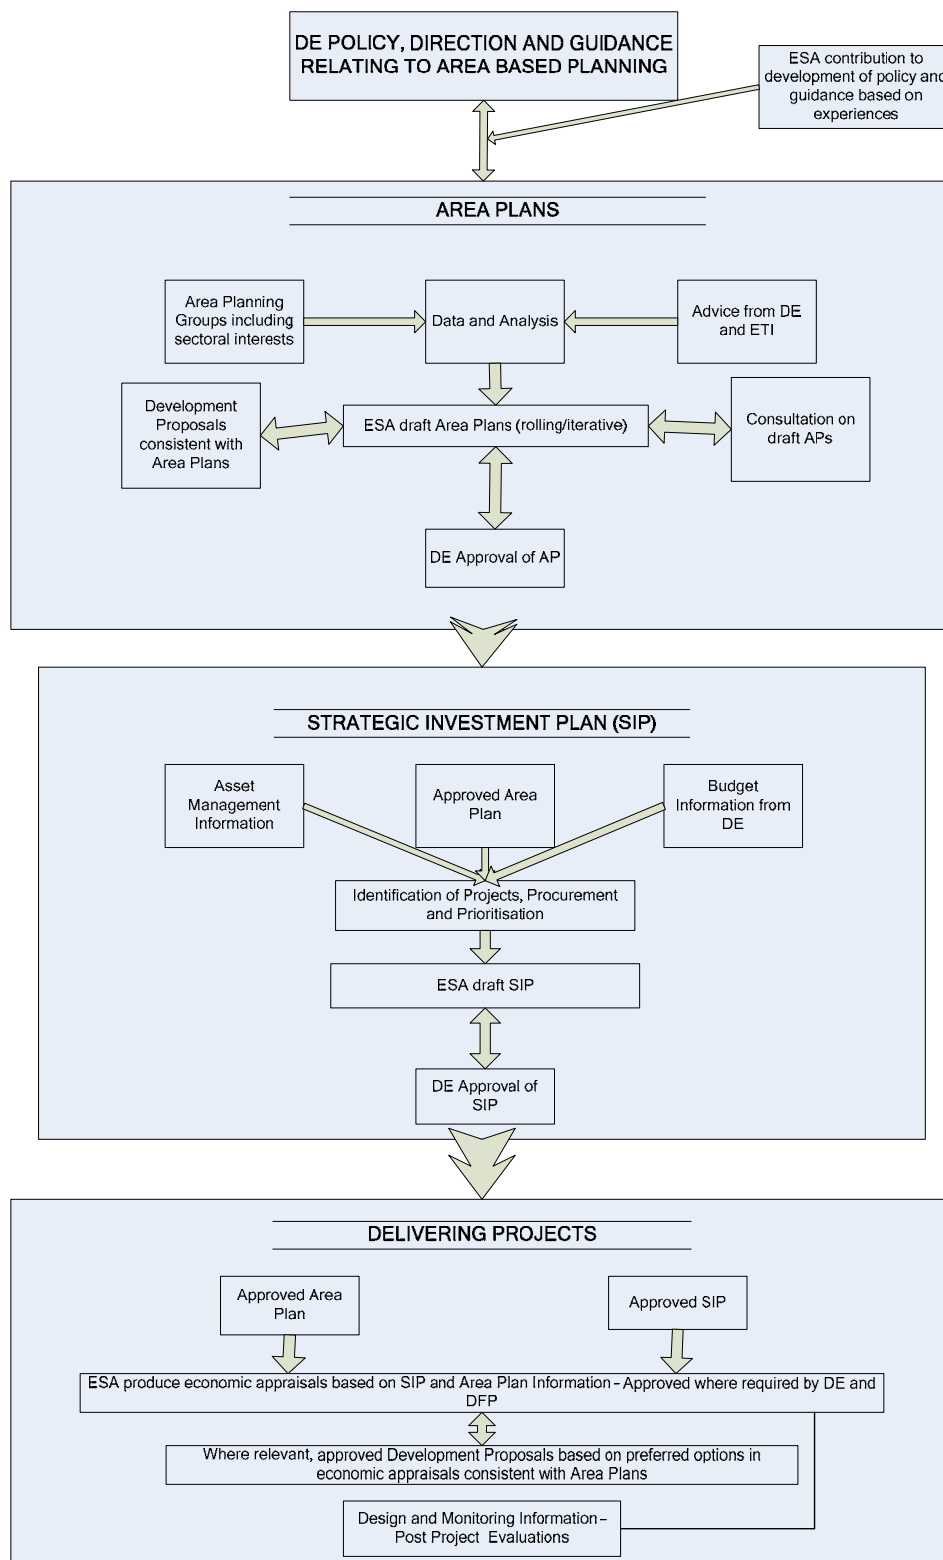 DE POLICY, DIRECTION AND GUIDANCE
RELATING TO AREA BASED PLANNING
ESA contribution to
development of policy and
guidance based on
experiences
AREA PLANS
Area Planning
Groups including
sectoral interests
Data and Analysis
Advice from DE
and ETI
Development
Proposals
consistent with
Area Plans
ESA draft Area Plans (rolling/iterative)
Consultation on
draft APs
DE Approval of AP
STRATEGIC INVESTMENT PLAN (SIP)
Asset
Management
Information
Approved Area
Plan
Budget
Information from
DE
Identification of Projects, Procurement
and Prioritisation
ESA draft SIP
DE Approval of
SIP
DELIVERING PROJECTS
Approved Area
Plan
Approved SIP
ESA produce economic appraisals based on SIP and Area Plan Information – Approved where required by DE and
DFP
Where relevant, approved Development Proposals based on preferred options in
economic appraisals consistent with Area Plans
Design and Monitoring Information –
Post Project Evaluations